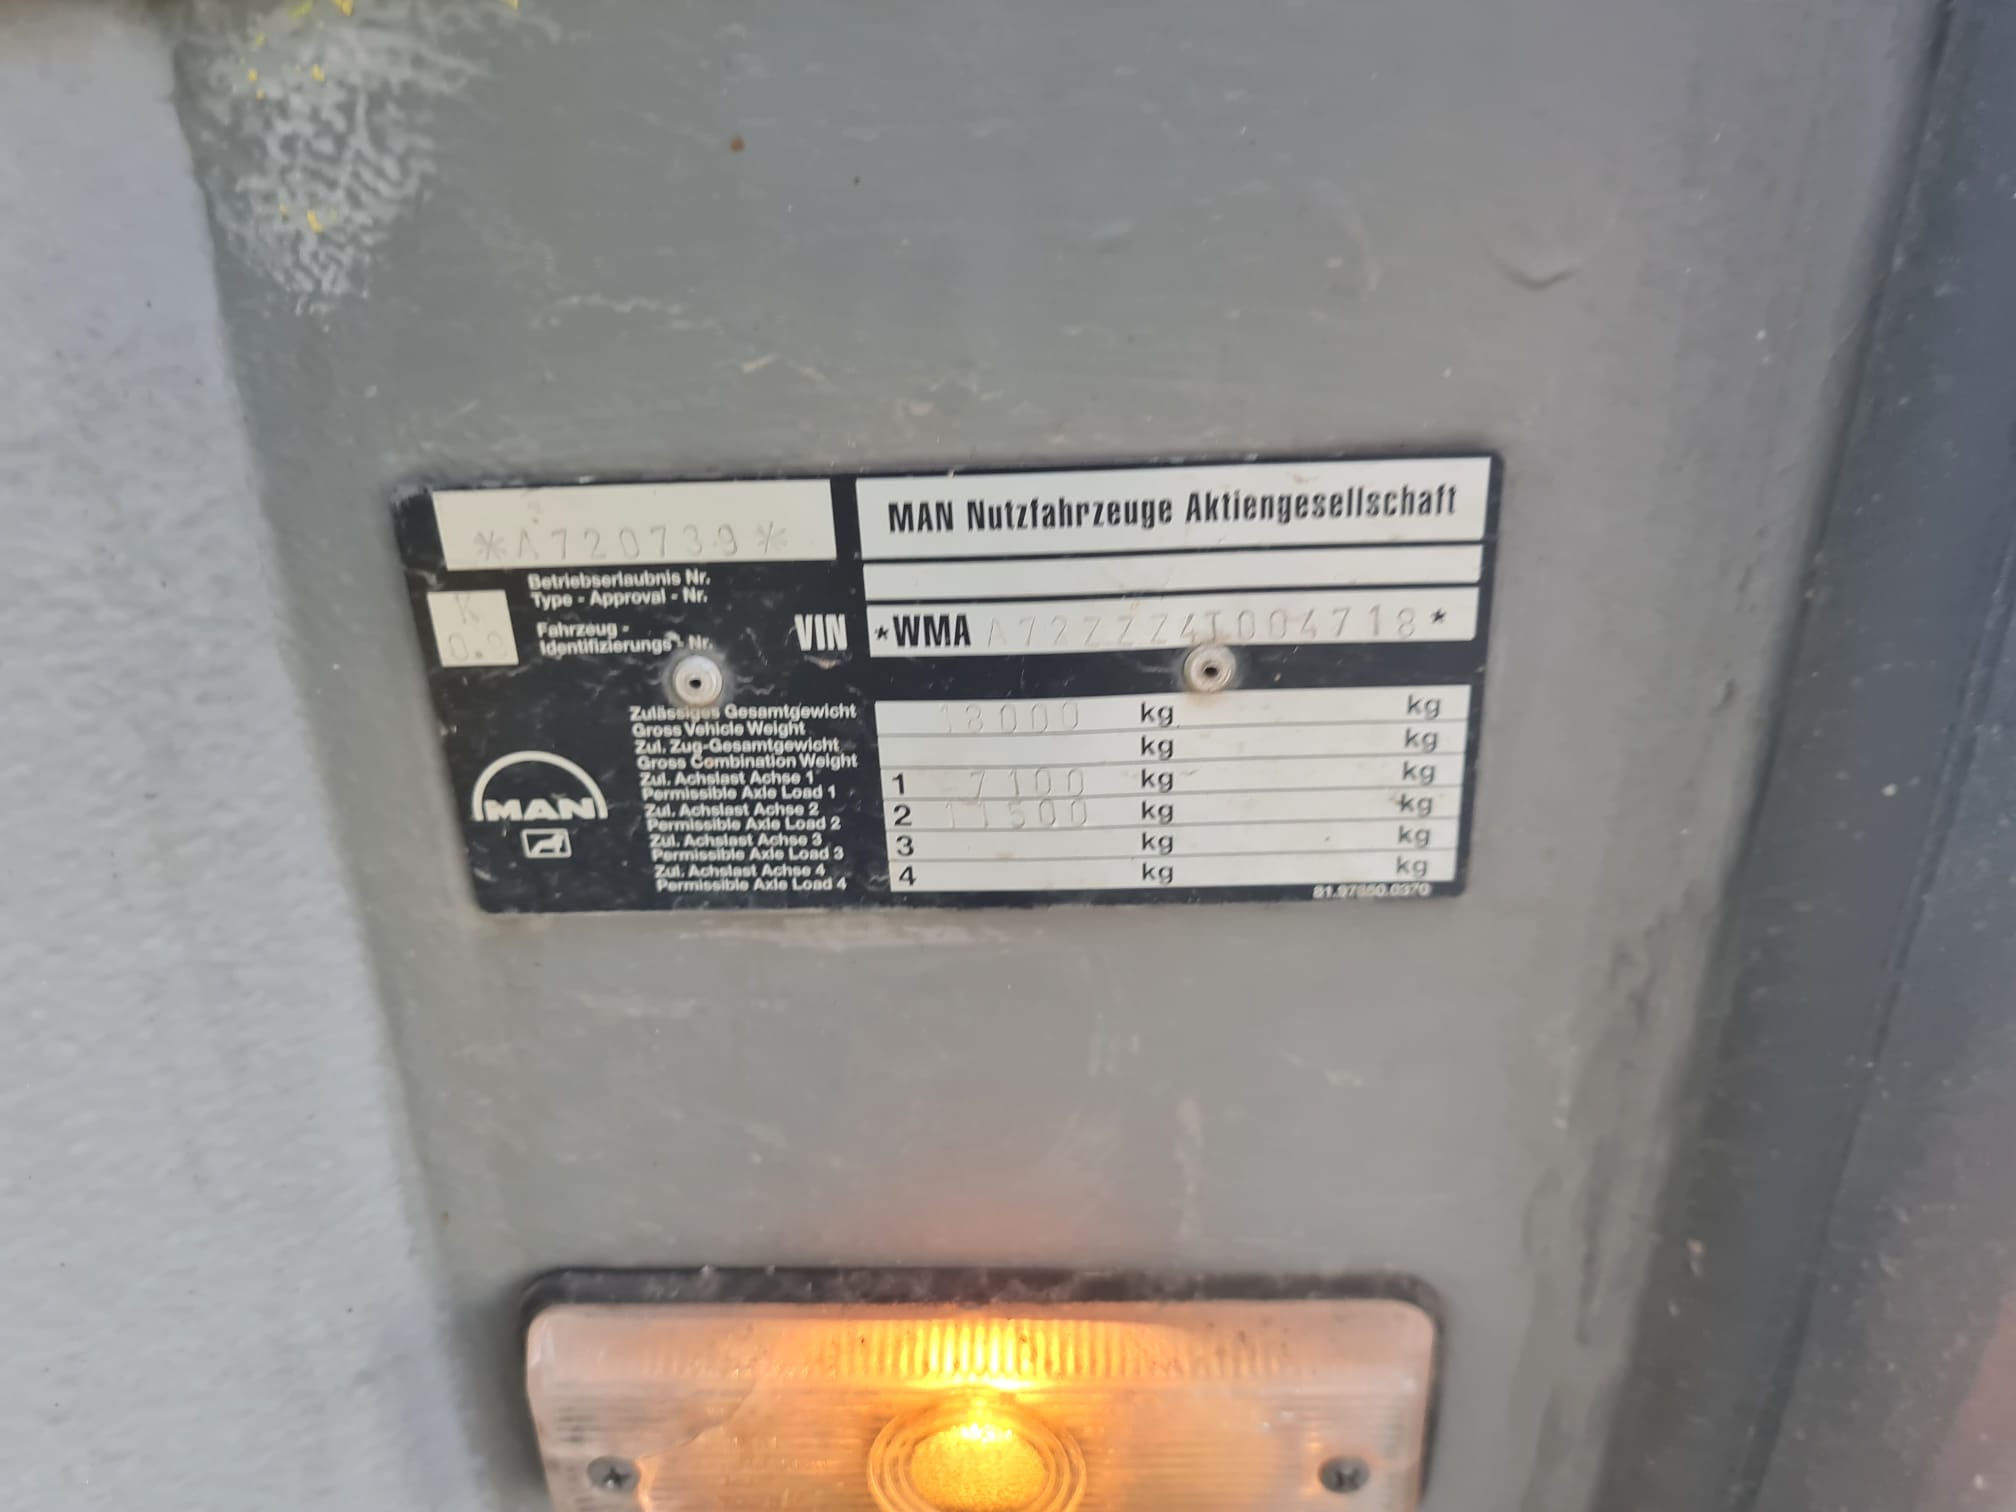 *A720739*
MAN Nutzfahrzeuge Aktiengesellschaft
Betriebserlaubnis Nr.
Type - Approval - Nr.
K
Fahrzeug -
Identifizierungs - Nr.
VIN
*WMA A72ZZZ4T004718*
Zulässiges Gesamtgewicht
Gross Vehicle Weight
18000 kg kg
Zul. Zug-Gesamtgewicht
Gross Combination Weight
kg kg
Zul. Achslast Achse 1
Permissible Axle Load 1
1 7100 kg kg
Zul. Achslast Achse 2
Permissible Axle Load 2
2 11500 kg kg
Zul. Achslast Achse 3
Permissible Axle Load 3
3 kg kg
Zul. Achslast Achse 4
Permissible Axle Load 4
4 kg kg
MAN
81.97850.0370